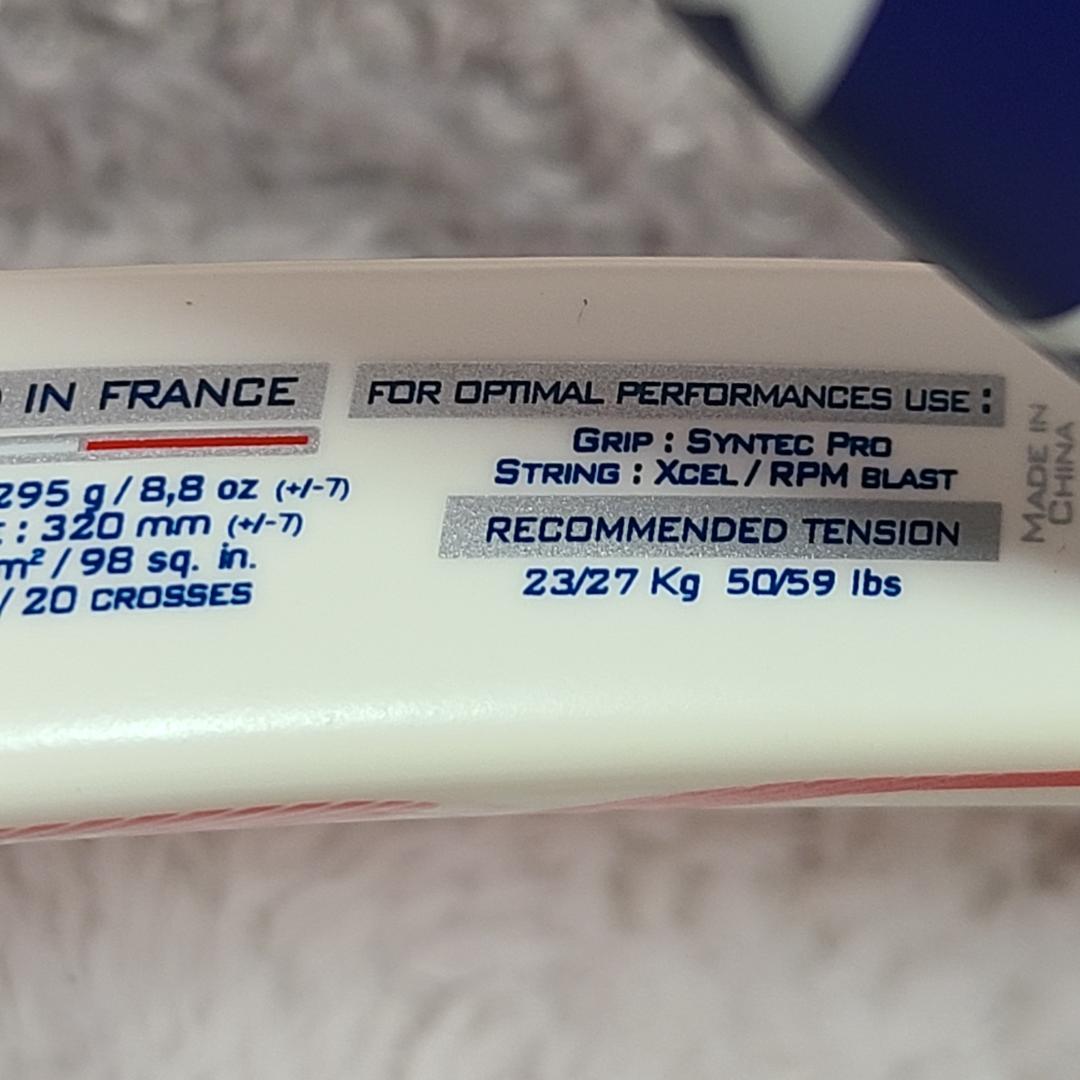 IN FRANCE
295 g / 8,8 oz (+/-7)
: 320 mm (+/-7)
m² / 98 sq. in.
/ 20 CROSSES
FOR OPTIMAL PERFORMANCES USE :
GRIP : SYNTEC PRO
STRING : XCEL / RPM BLAST
RECOMMENDED TENSION
23/27 Kg 50/59 lbs
MADE IN
CHINA